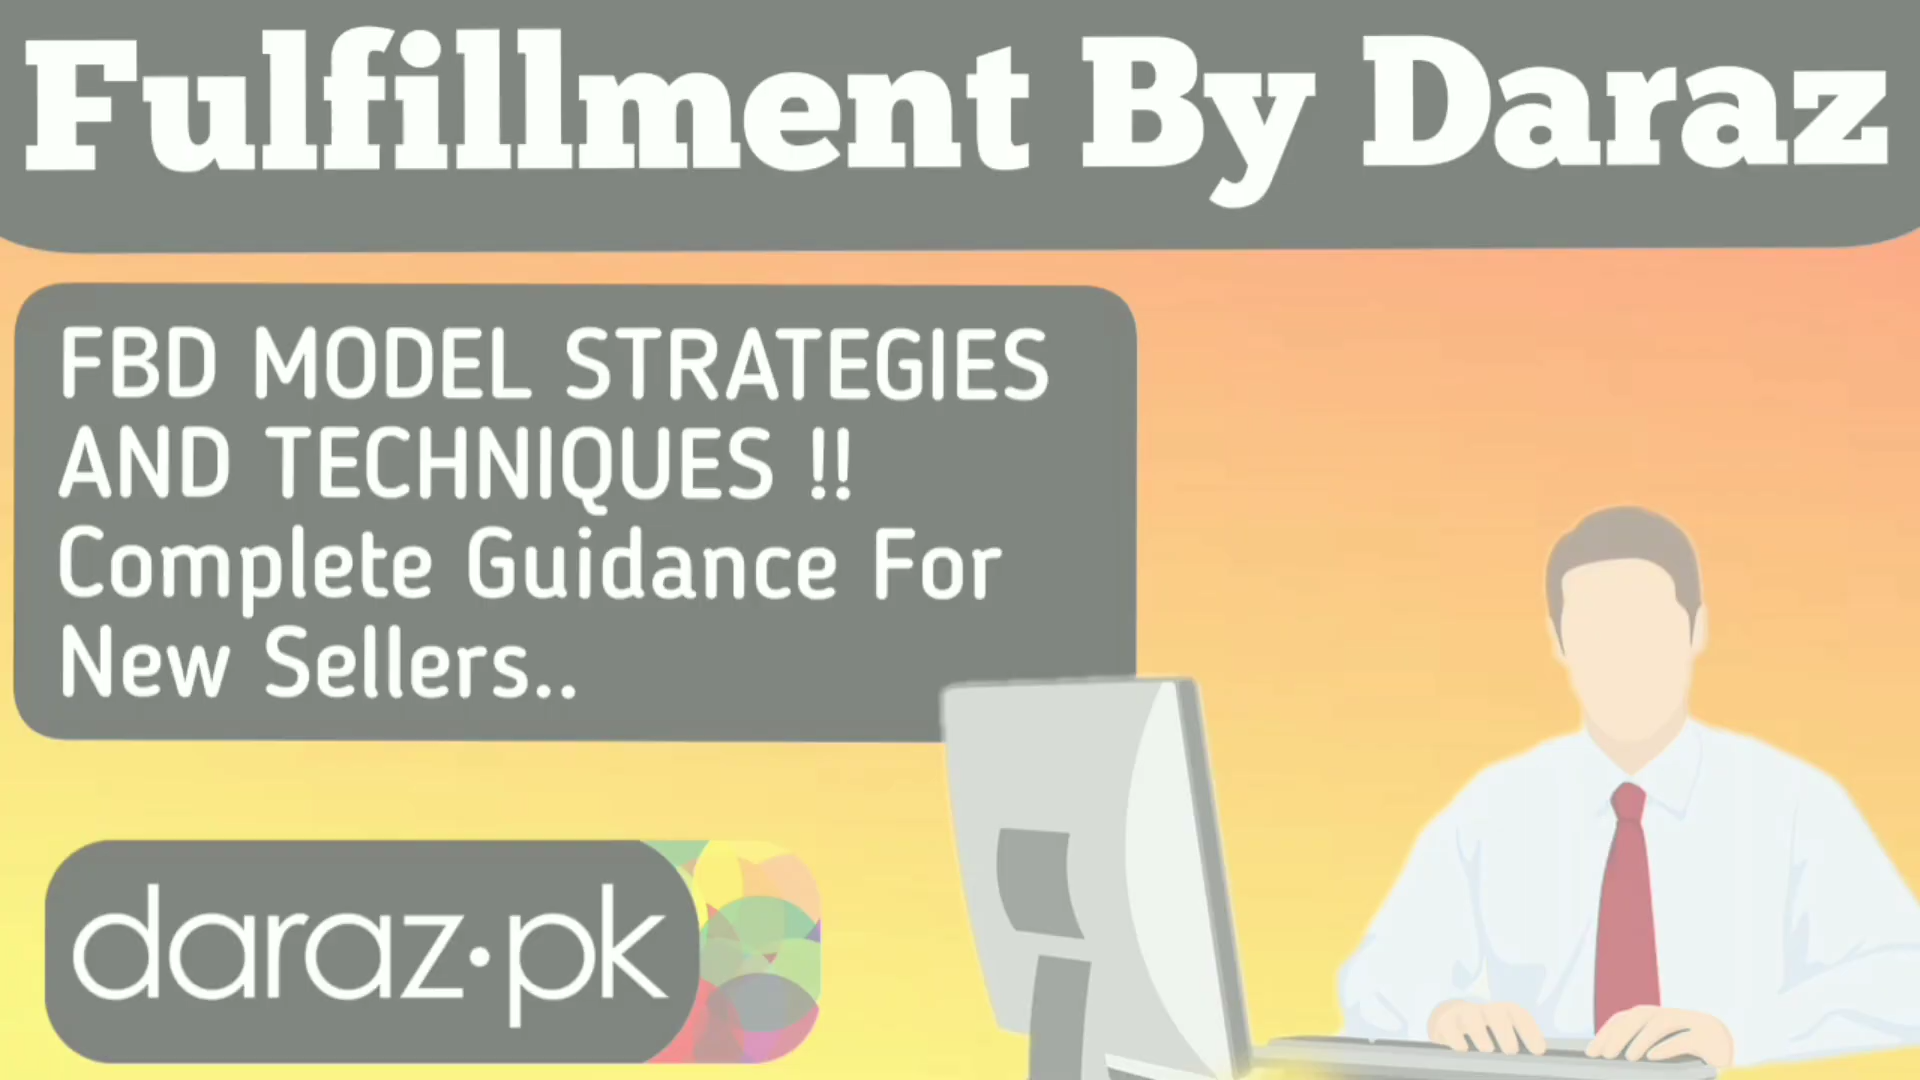 Fulfillment By Daraz
FBD MODEL STRATEGIES
AND TECHNIQUES !!
Complete Guidance For
New Sellers..
daraz.pk